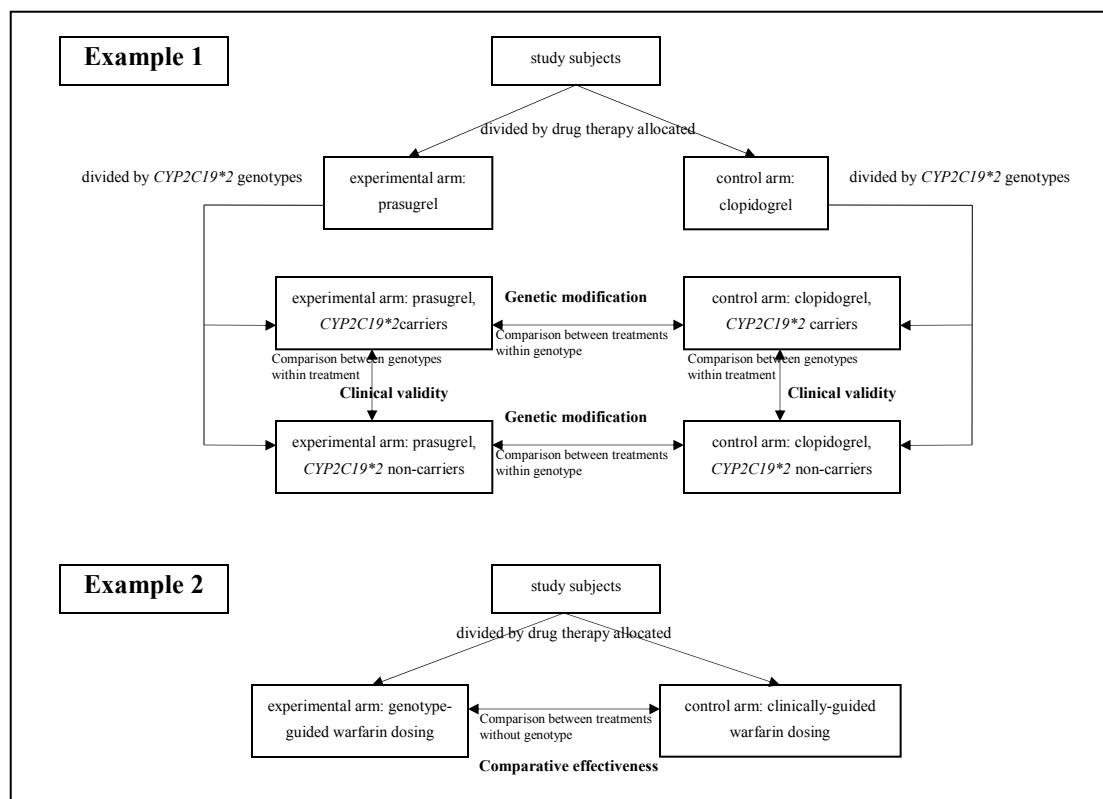 Example 1
study subjects
divided by drug therapy allocated
divided by CYP2C19*2 genotypes
experimental arm:
prasugrel
control arm:
clopidogrel
divided by CYP2C19*2 genotypes
experimental arm: prasugrel,
CYP2C19*2carriers
Genetic modification
Comparison between treatments
within genotype
control arm: clopidogrel,
CYP2C19*2 carriers
Comparison between genotypes
within treatment
Clinical validity
Comparison between genotypes
within treatment
Clinical validity
experimental arm: prasugrel,
CYP2C19*2 non-carriers
Genetic modification
Comparison between treatments
within genotype
control arm: clopidogrel,
CYP2C19*2 non-carriers
Example 2
study subjects
divided by drug therapy allocated
experimental arm: genotype-
guided warfarin dosing
Comparison between treatments
without genotype
control arm: clinically-guided
warfarin dosing
Comparative effectiveness